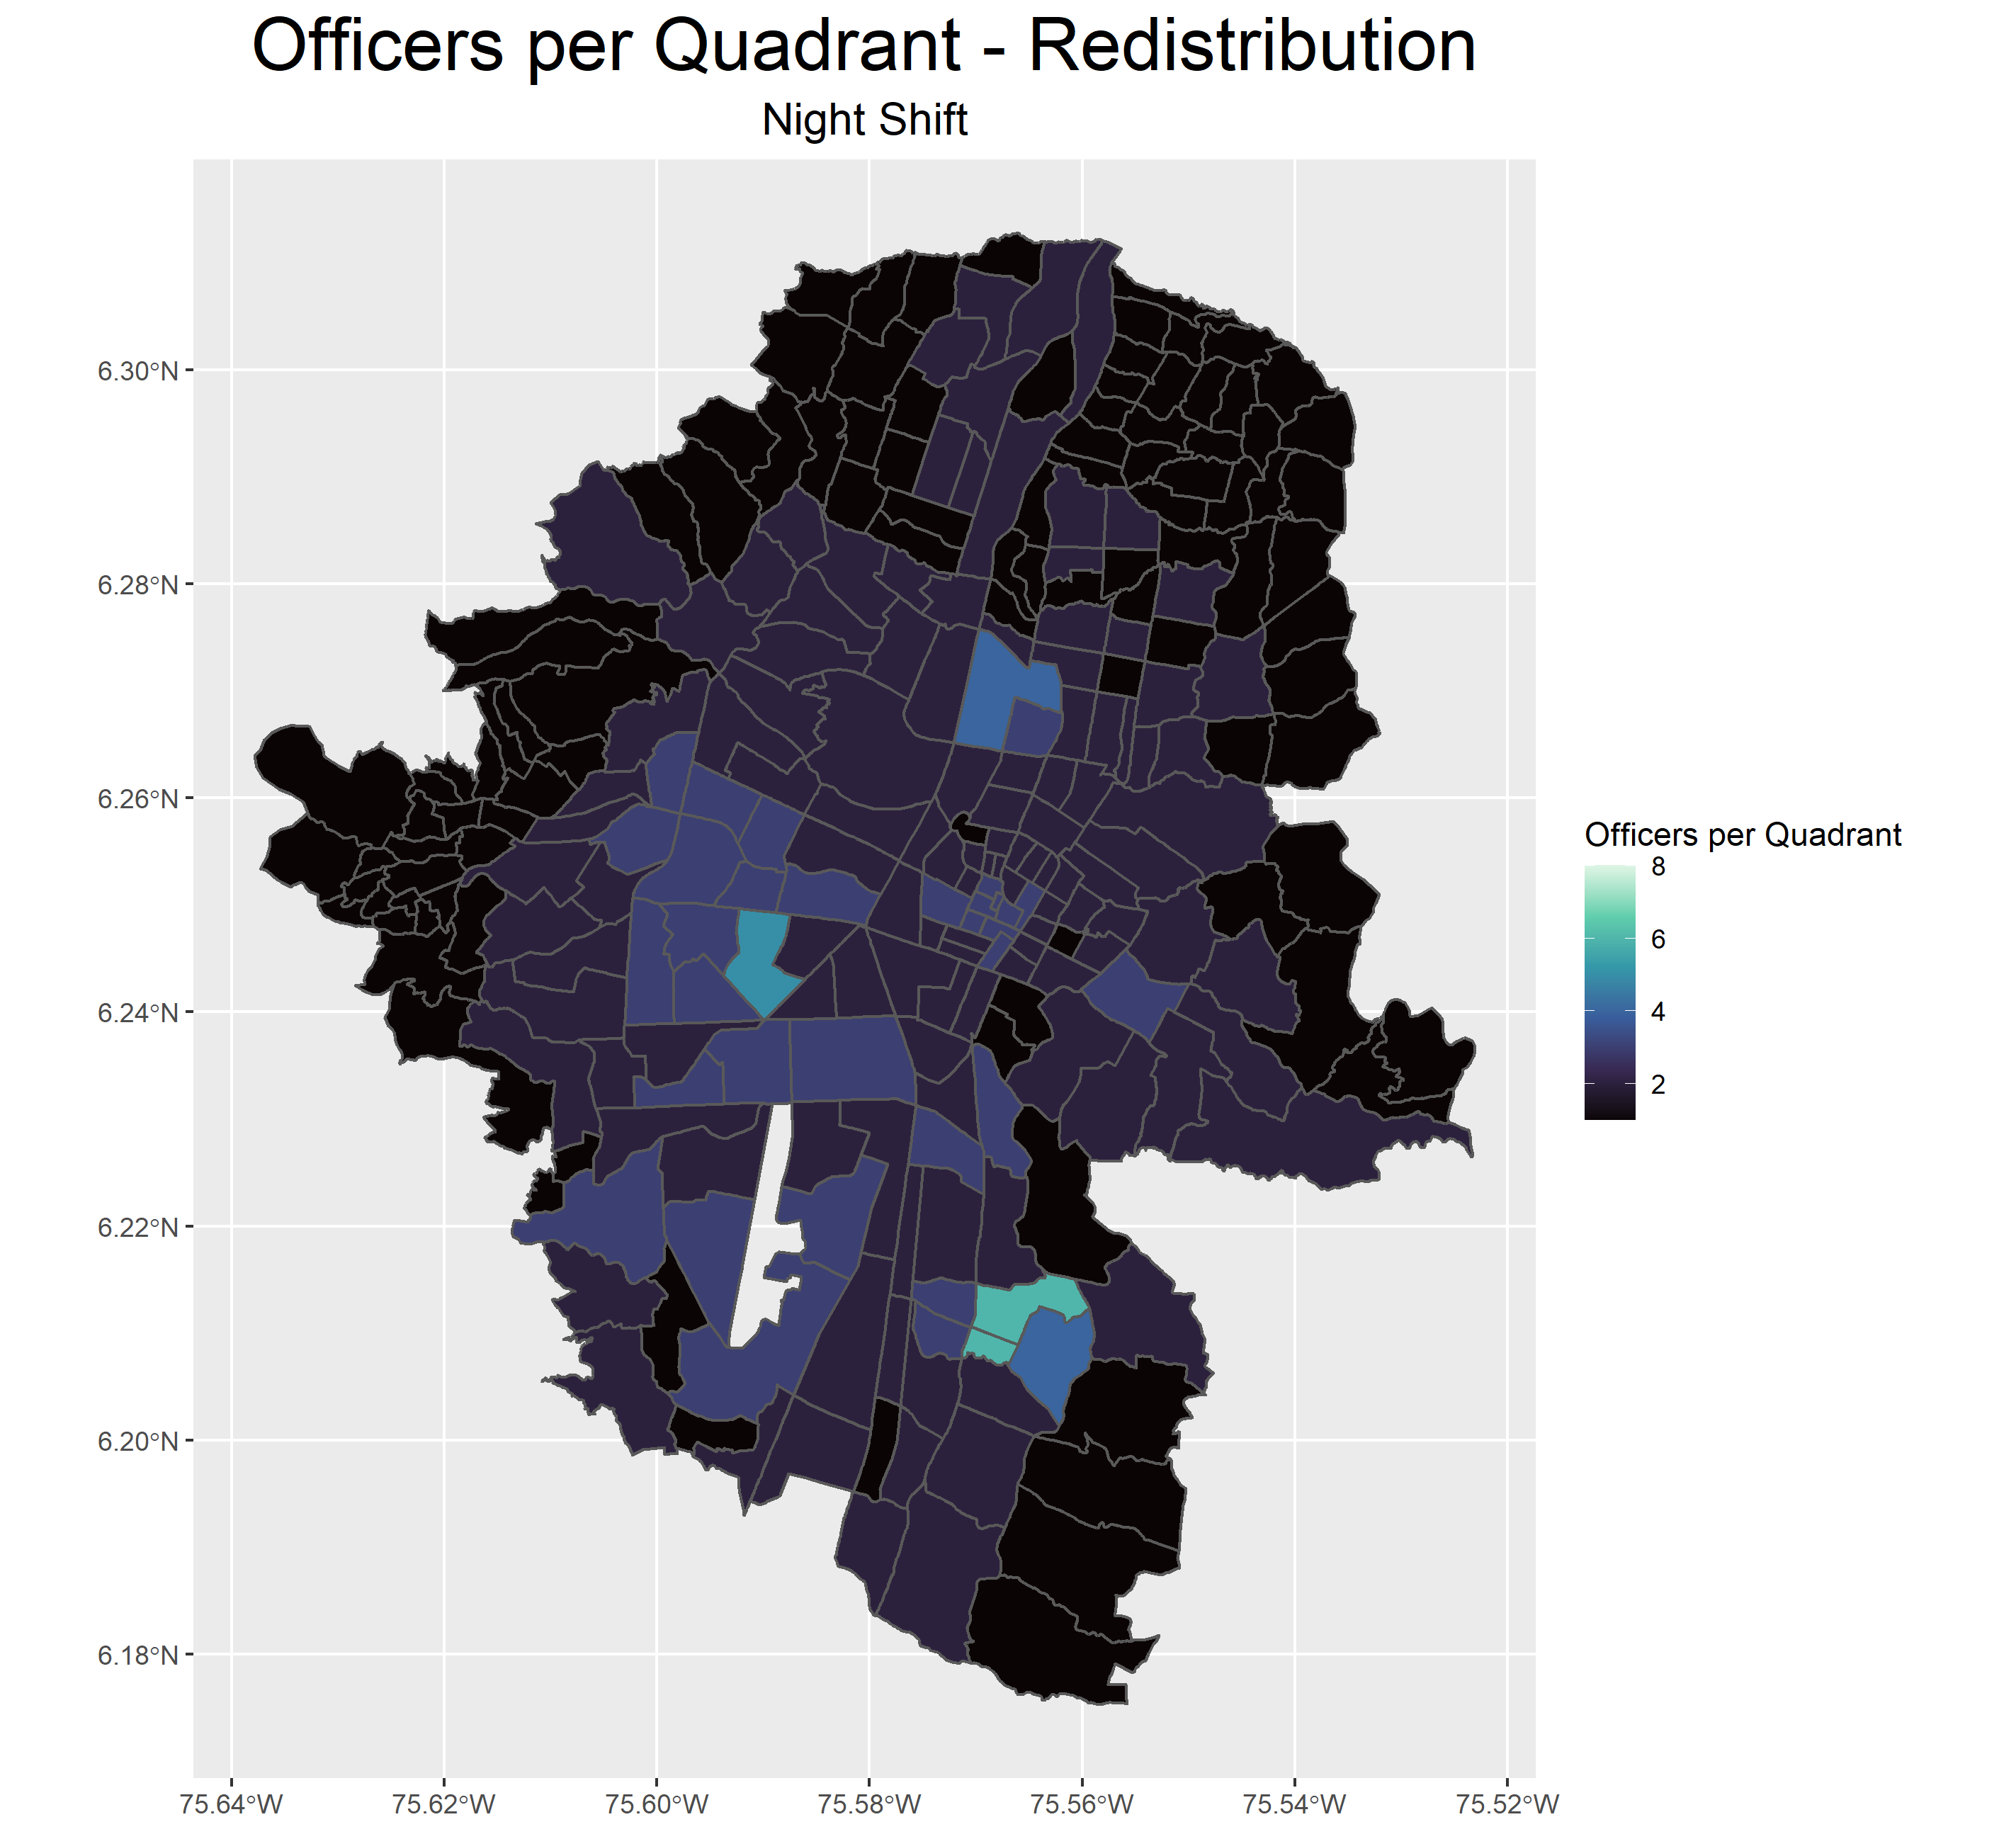 Officers per Quadrant - Redistribution
Night Shift
6.30°N
6.28°N
6.26°N
6.24°N
6.22°N
6.20°N
6.18°N
75.64°W 75.62°W 75.60°W 75.58°W 75.56°W 75.54°W 75.52°W
Officers per Quadrant
8
6
4
2